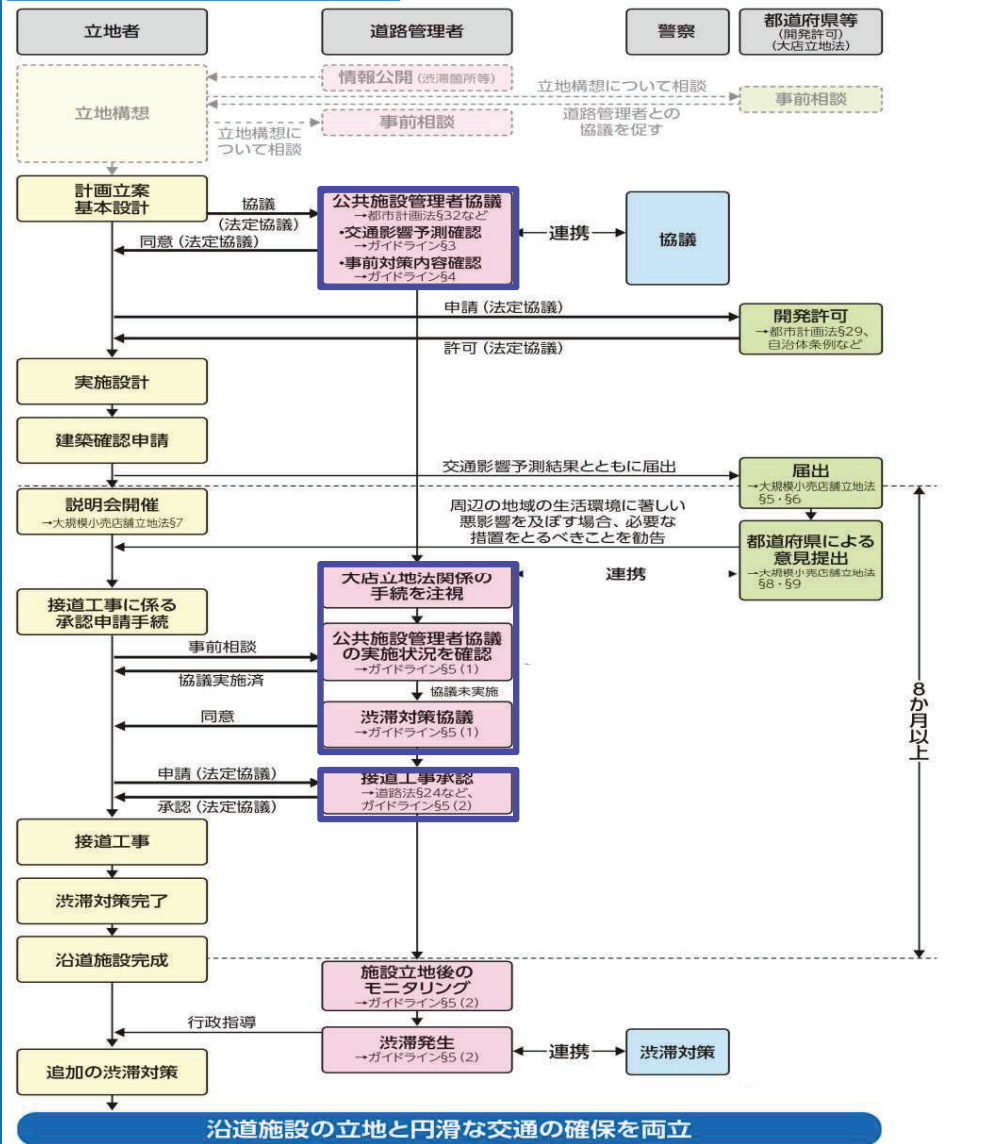 立地者
道路管理者
警察
都道府県等
(開発許可)
(大店立地法)
立地構想
情報公開(渋滞箇所等)
立地構想について相談
事前相談
道路管理者との
協議を促す
事前相談
立地構想に
ついて相談
計画立案
基本設計
協議
(法定協議)
同意(法定協議)
公共施設管理者協議
→都市計画法§32など
・交通影響予測確認
→ガイドライン§3
・事前対策内容確認
→ガイドライン§4
連携
協議
申請(法定協議)
許可(法定協議)
開発許可
→都市計画法§29、
自治体条例など
実施設計
建築確認申請
交通影響予測結果とともに届出
届出
→大規模小売店舗立地法
§5・§6
説明会開催
→大規模小売店舗立地法§7
周辺の地域の生活環境に著しい
悪影響を及ぼす場合、必要な
措置をとるべきことを勧告
都道府県による
意見提出
→大規模小売店舗立地法
§8・§9
大店立地法関係の
手続を注視
連携
接道工事に係る
承認申請手続
事前相談
協議実施済
公共施設管理者協議
の実施状況を確認
→ガイドライン§5(1)
協議未実施
同意
渋滞対策協議
→ガイドライン§5(1)
8か月以上
申請(法定協議)
承認(法定協議)
接道工事承認
→道路法§24など、
ガイドライン§5(2)
接道工事
渋滞対策完了
沿道施設完成
施設立地後の
モニタリング
→ガイドライン§5(2)
行政指導
渋滞発生
→ガイドライン§5(2)
連携
渋滞対策
追加の渋滞対策
沿道施設の立地と円滑な交通の確保を両立